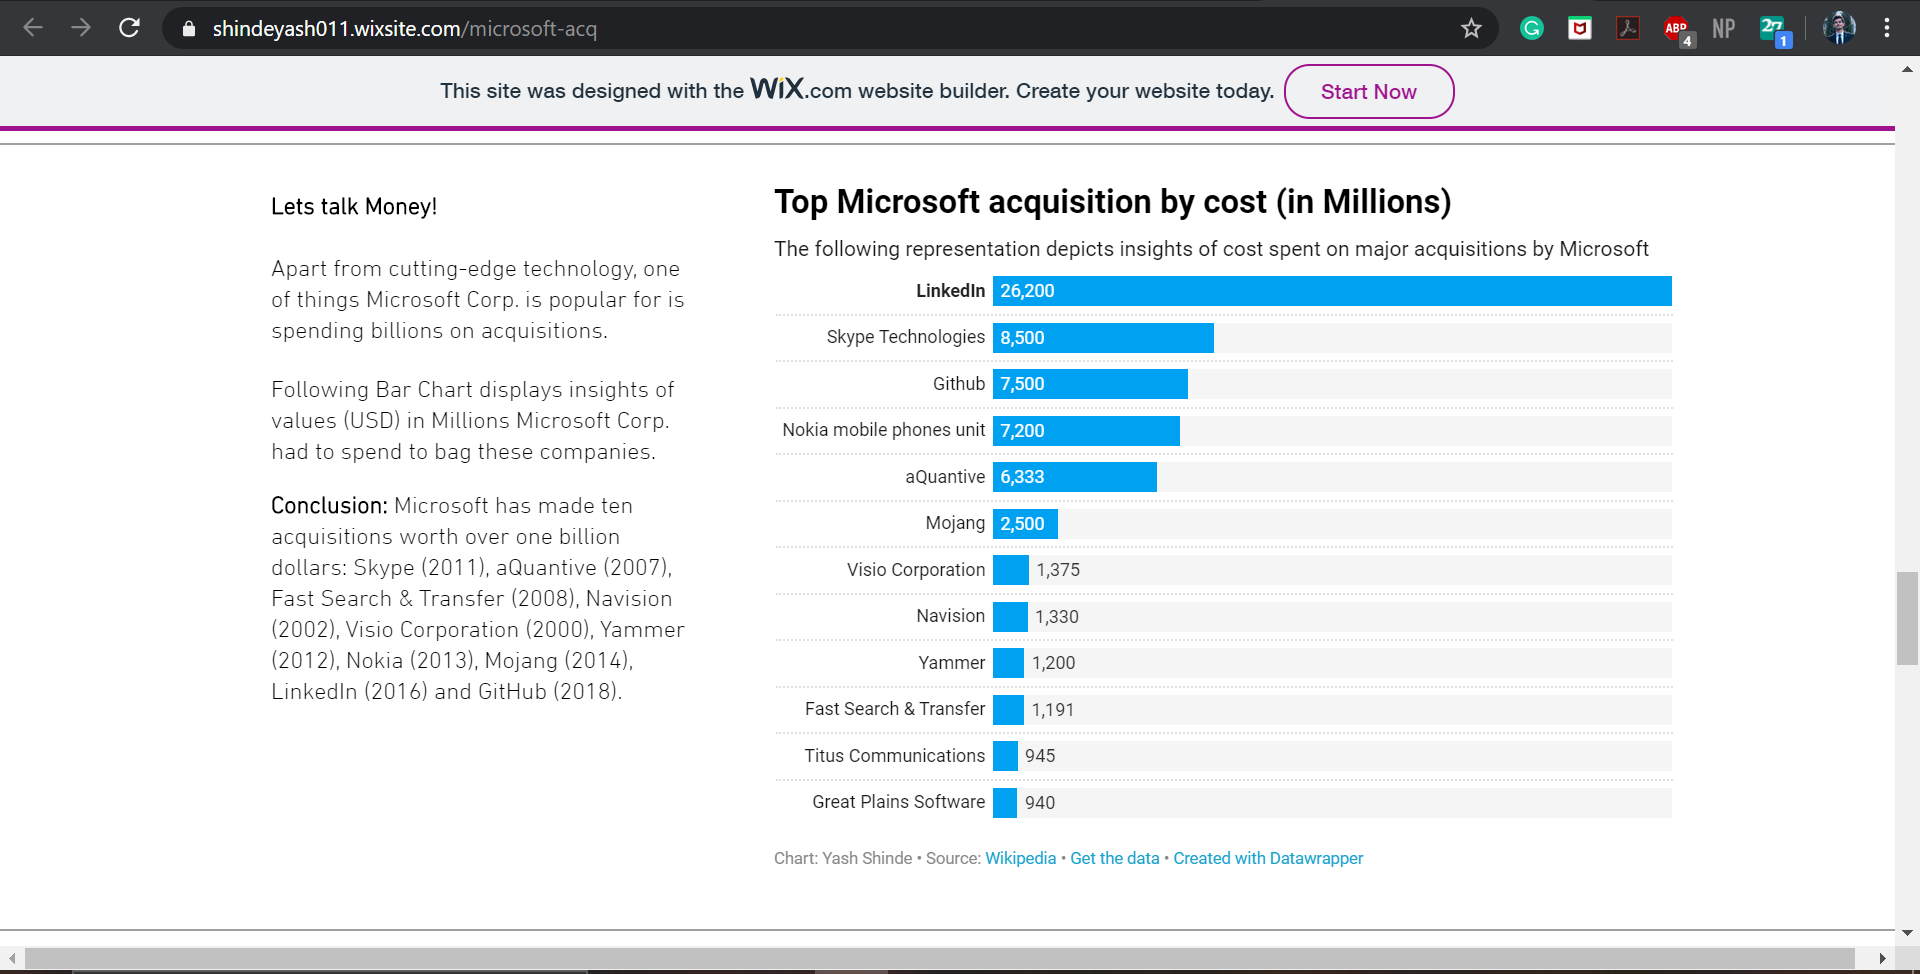 shindeyash011.wixsite.com/microsoft-acq
ABP
4
NP
27
1
This site was designed with the WiX.com website builder. Create your website today.
Start Now
Lets talk Money!
Apart from cutting-edge technology, one
of things Microsoft Corp. is popular for is
spending billions on acquisitions.
Following Bar Chart displays insights of
values (USD) in Millions Microsoft Corp.
had to spend to bag these companies.
Conclusion: Microsoft has made ten
acquisitions worth over one billion
dollars: Skype (2011), aQuantive (2007),
Fast Search & Transfer (2008), Navision
(2002), Visio Corporation (2000), Yammer
(2012), Nokia (2013), Mojang (2014),
LinkedIn (2016) and GitHub (2018).
Top Microsoft acquisition by cost (in Millions)
The following representation depicts insights of cost spent on major acquisitions by Microsoft
LinkedIn 26,200
Skype Technologies 8,500
Github 7,500
Nokia mobile phones unit 7,200
aQuantive 6,333
Mojang 2,500
Visio Corporation 1,375
Navision 1,330
Yammer 1,200
Fast Search & Transfer 1,191
Titus Communications 945
Great Plains Software 940
Chart: Yash Shinde • Source: Wikipedia • Get the data • Created with Datawrapper